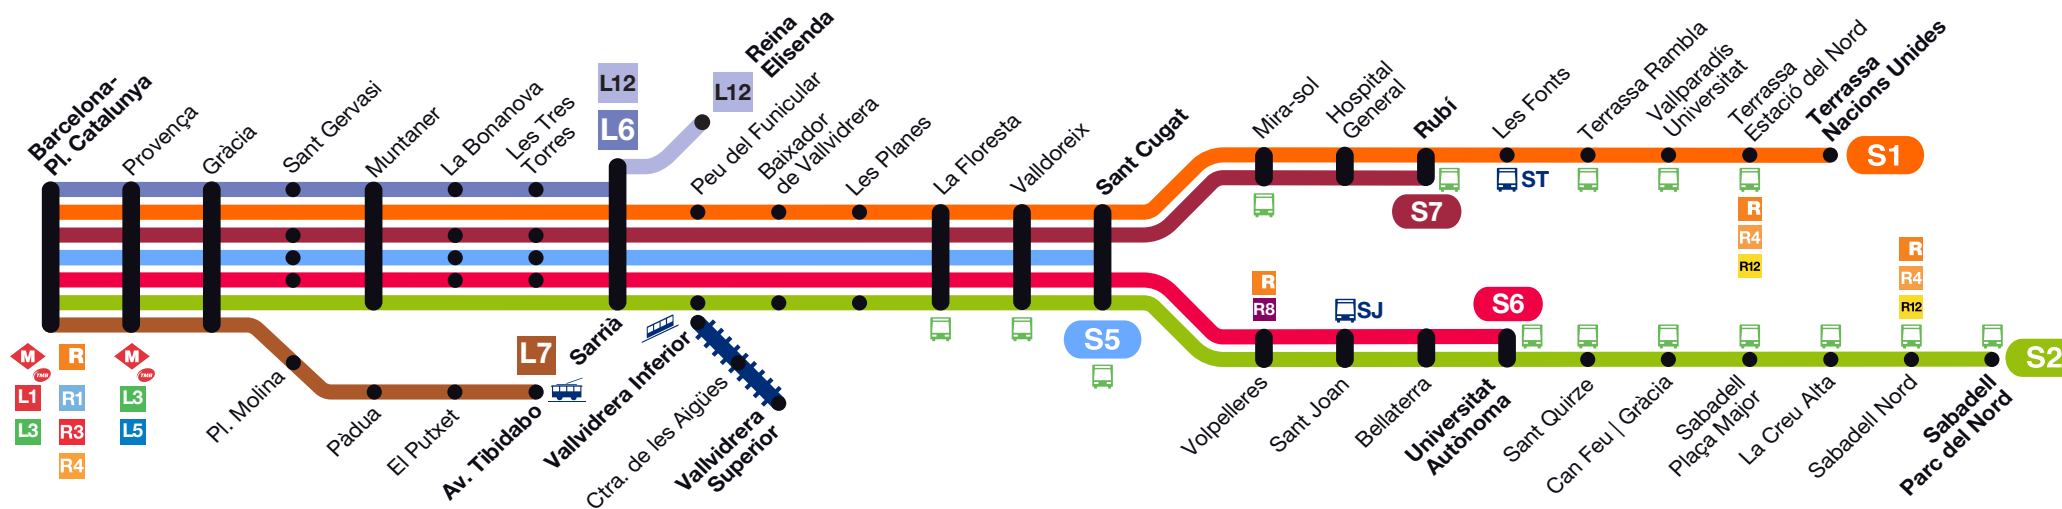 Barcelona-
Pl. Catalunya
Provença
Gràcia
Sant Gervasi
Muntaner
La Bonanova
Les Tres
Torres
L12
L6
L12
Reina
Elisenda
Peu del Funicular
Baixador
de Vallvidrera
Les Planes
La Floresta
Valldoreix
Sant Cugat
Mira-sol
Hospital
General
Rubí
Les Fonts
Terrassa Rambla
Vallparadís
Universitat
Terrassa
Estació del Nord
Terrassa
Nacions Unides
S1
ST
S7
R
R4
R12
R
R4
R12
R
R8
SJ
S6
S5
S2
M
TMB
R
L1
R1
L3
R3
R4
M
TMB
L3
L5
Pl. Molina
Pàdua
El Putxet
L7
Av. Tibidabo
Sarrià
Vallvidrera Inferior
Ctra. de les Aigües
Vallvidrera
Superior
Volpelleres
Sant Joan
Bellaterra
Universitat
Autònoma
Sant Quirze
Can Feu | Gràcia
Sabadell
Plaça Major
La Creu Alta
Sabadell Nord
Sabadell
Parc del Nord